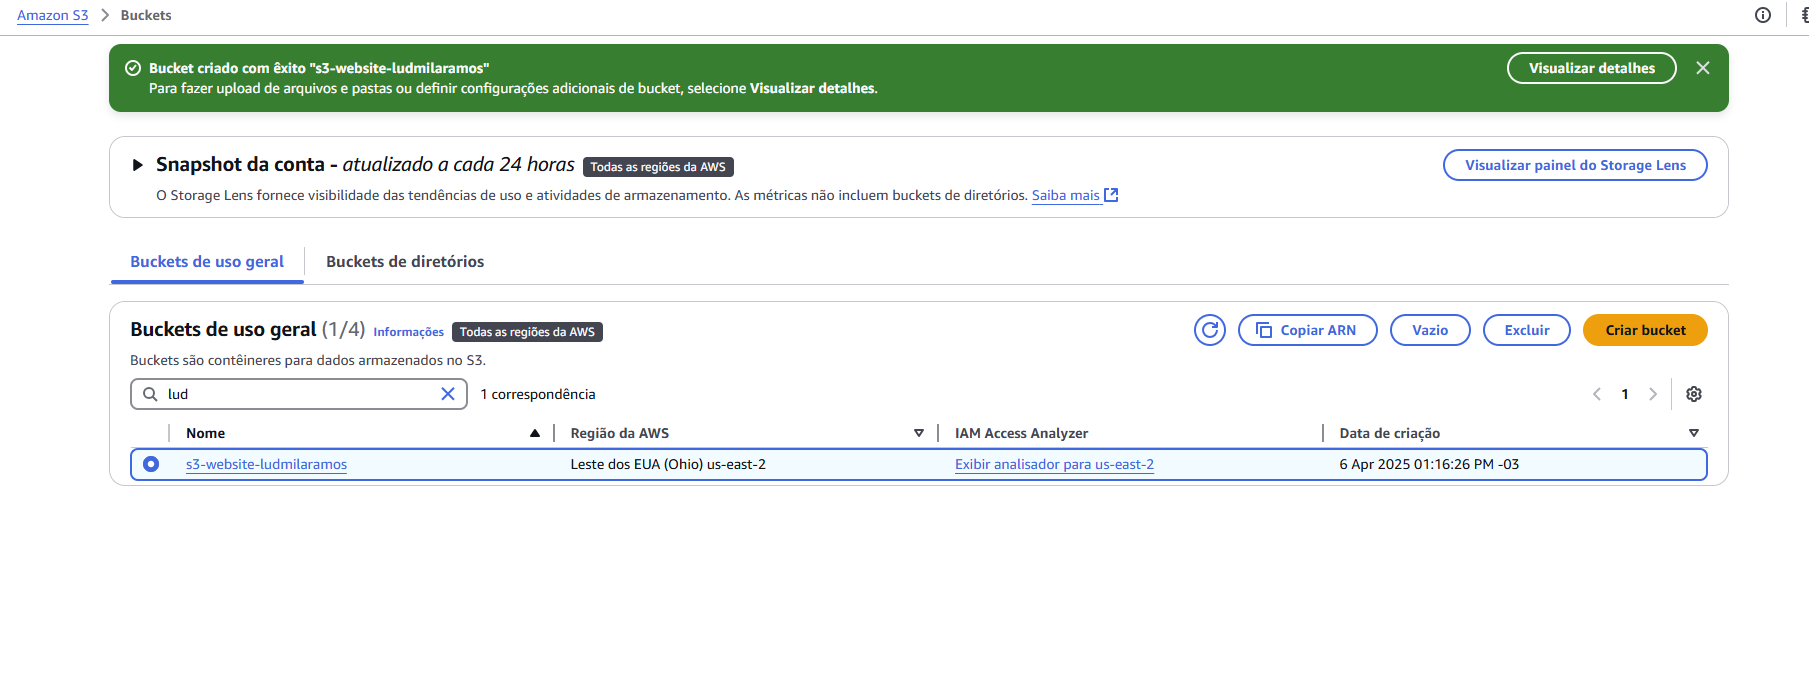 Amazon S3 > Buckets
Bucket criado com êxito "s3-website-ludmilaramos"
Para fazer upload de arquivos e pastas ou definir configurações adicionais de bucket, selecione Visualizar detalhes.
Visualizar detalhes
Snapshot da conta - atualizado a cada 24 horas Todas as regiões da AWS
Visualizar painel do Storage Lens
O Storage Lens fornece visibilidade das tendências de uso e atividades de armazenamento. As métricas não incluem buckets de diretórios. Saiba mais
Buckets de uso geral Buckets de diretórios
Buckets de uso geral (1/4) Informações Todas as regiões da AWS
Copiar ARN Vazio Excluir Criar bucket
Buckets são contêineres para dados armazenados no S3.
lud 1 correspondência 1
Nome Região da AWS IAM Access Analyzer Data de criação
s3-website-ludmilaramos Leste dos EUA (Ohio) us-east-2 Exibir analisador para us-east-2 6 Apr 2025 01:16:26 PM -03